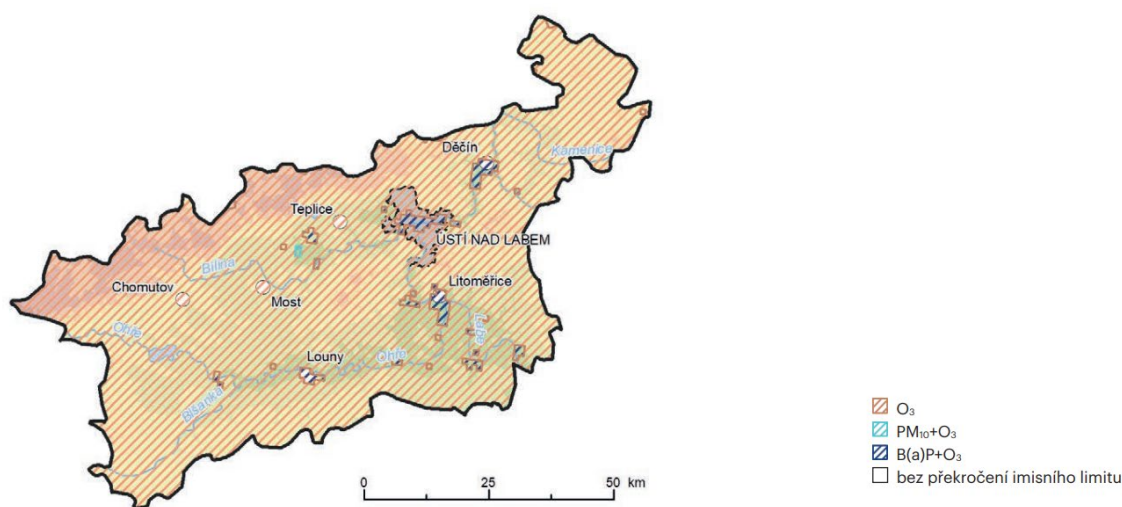 Děčín
Kamenice
Teplice
ÚSTÍ NAD LABEM
Bílina
Litoměřice
Chomutov
Most
Ohře
Labe
Louny
Ohře
Blšanka
0 25 50 km
O₃
PM₁₀+O₃
B(a)P+O₃
bez překročení imisního limitu